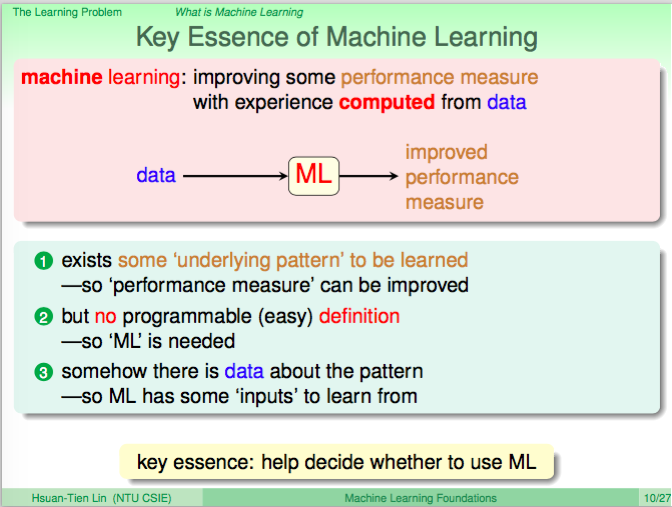 The Learning Problem What is Machine Learning
Key Essence of Machine Learning
machine learning: improving some performance measure
with experience computed from data
data ML improved
performance
measure
1 exists some ‘underlying pattern’ to be learned
—so ‘performance measure’ can be improved
2 but no programmable (easy) definition
—so ‘ML’ is needed
3 somehow there is data about the pattern
—so ML has some ‘inputs’ to learn from
key essence: help decide whether to use ML
Hsuan-Tien Lin (NTU CSIE) Machine Learning Foundations 10/27